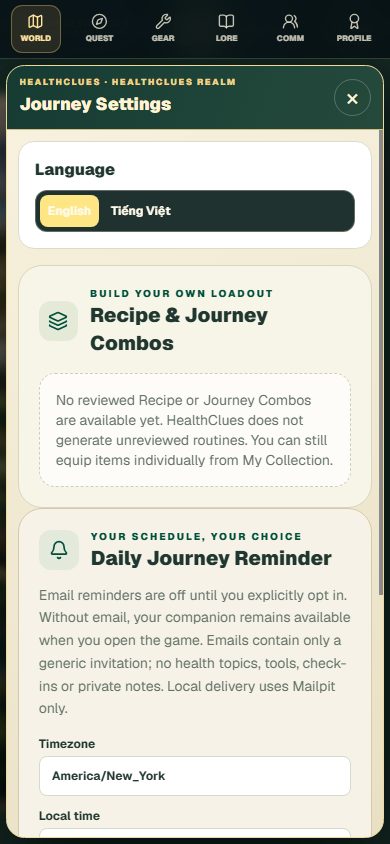 WORLD
QUEST
GEAR
LORE
COMM
PROFILE
HEALTHCLUES · HEALTHCLUES REALM
Journey Settings
Language
English
Tiếng Việt
BUILD YOUR OWN LOADOUT
Recipe & Journey
Combos
No reviewed Recipe or Journey Combos
are available yet. HealthClues does not
generate unreviewed routines. You can still
equip items individually from My Collection.
YOUR SCHEDULE, YOUR CHOICE
Daily Journey Reminder
Email reminders are off until you explicitly opt in.
Without email, your companion remains available
when you open the game. Emails contain only a
generic invitation; no health topics, tools, check-
ins or private notes. Local delivery uses Mailpit
only.
Timezone
America/New_York
Local time